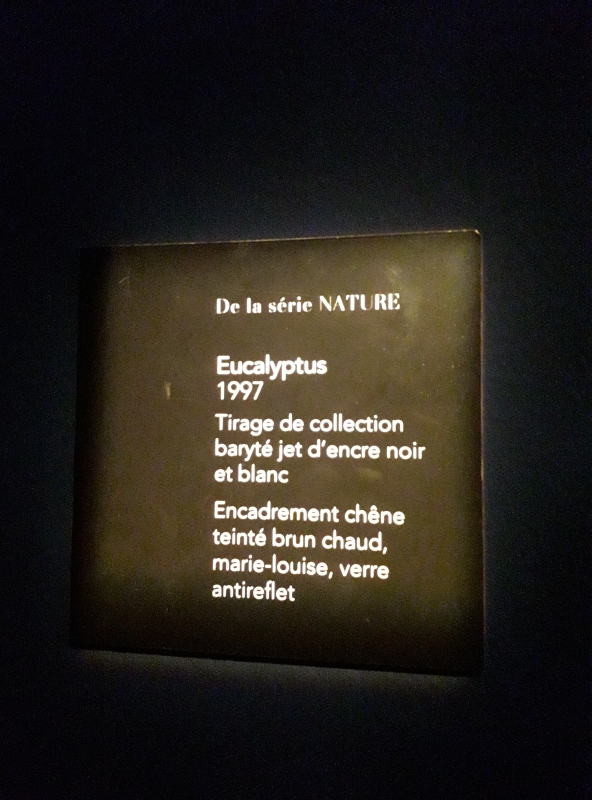 De la série NATURE
Eucalyptus
1997
Tirage de collection
baryté jet d'encre noir
et blanc
Encadrement chêne
teinté brun chaud,
marie-louise, verre
antireflet